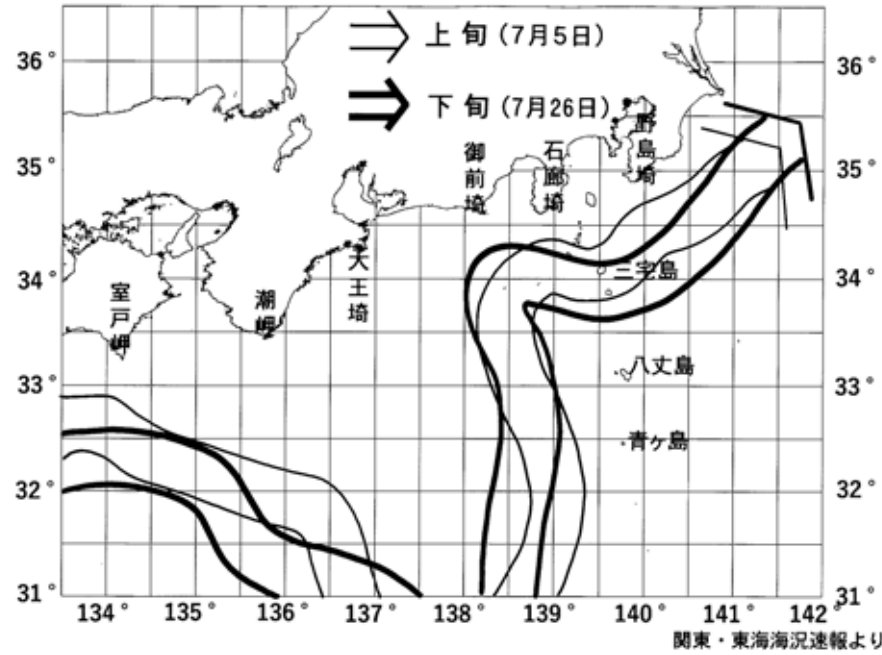 上旬(7月5日)
下旬(7月26日)
36°
36°
35°
35°
34°
34°
33°
33°
32°
32°
31°
31°
御前埼
石廊埼
野島埼
大王埼
潮岬
室戸岬
三宅島
八丈島
青ヶ島
134°
135°
136°
137°
138°
139°
140°
141°
142°
関東・東海海況速報より